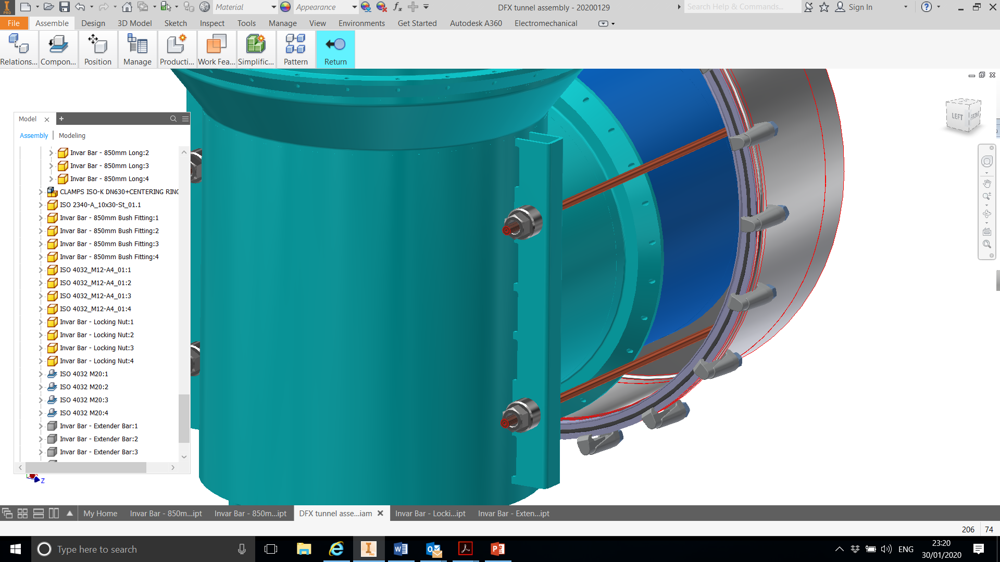 PRO
Material
Appearance
DFX tunnel assembly - 20200129
Search Help & Commands...
Sign In
File
Assemble
Design
3D Model
Sketch
Inspect
Tools
Manage
View
Environments
Get Started
Autodesk A360
Electromechanical
Relations...
Compon...
Position
Manage
Producti...
Work Fea...
Simplific...
Pattern
Return
LEFT
FRONT
Model
Assembly
Modeling
Invar Bar - 850mm Long:2
Invar Bar - 850mm Long:3
Invar Bar - 850mm Long:4
CLAMPS ISO-K DN630+CENTERING RING
ISO 2340-A_10x30-St_01.1
Invar Bar - 850mm Bush Fitting:1
Invar Bar - 850mm Bush Fitting:2
Invar Bar - 850mm Bush Fitting:3
Invar Bar - 850mm Bush Fitting:4
ISO 4032_M12-A4_01:1
ISO 4032_M12-A4_01:2
ISO 4032_M12-A4_01:3
ISO 4032_M12-A4_01:4
Invar Bar - Locking Nut:1
Invar Bar - Locking Nut:2
Invar Bar - Locking Nut:3
Invar Bar - Locking Nut:4
ISO 4032 M20:1
ISO 4032 M20:2
ISO 4032 M20:3
ISO 4032 M20:4
Invar Bar - Extender Bar:1
Invar Bar - Extender Bar:2
Invar Bar - Extender Bar:3
Z
My Home
Invar Bar - 850m...ipt
Invar Bar - 850m...ipt
DFX tunnel asse...iam
Invar Bar - Locki...ipt
Invar Bar - Exten...ipt
206 74
Type here to search
ENG
23:20
30/01/2020